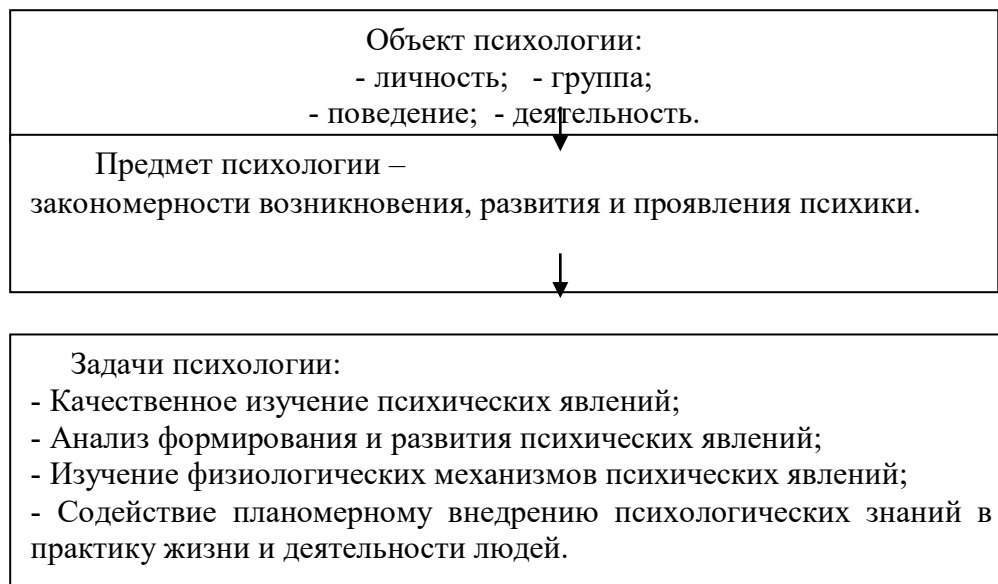 Объект психологии:
- личность; - группа;
- поведение; - деятельность.
Предмет психологии –
закономерности возникновения, развития и проявления психики.
Задачи психологии:
- Качественное изучение психических явлений;
- Анализ формирования и развития психических явлений;
- Изучение физиологических механизмов психических явлений;
- Содействие планомерному внедрению психологических знаний в
практику жизни и деятельности людей.